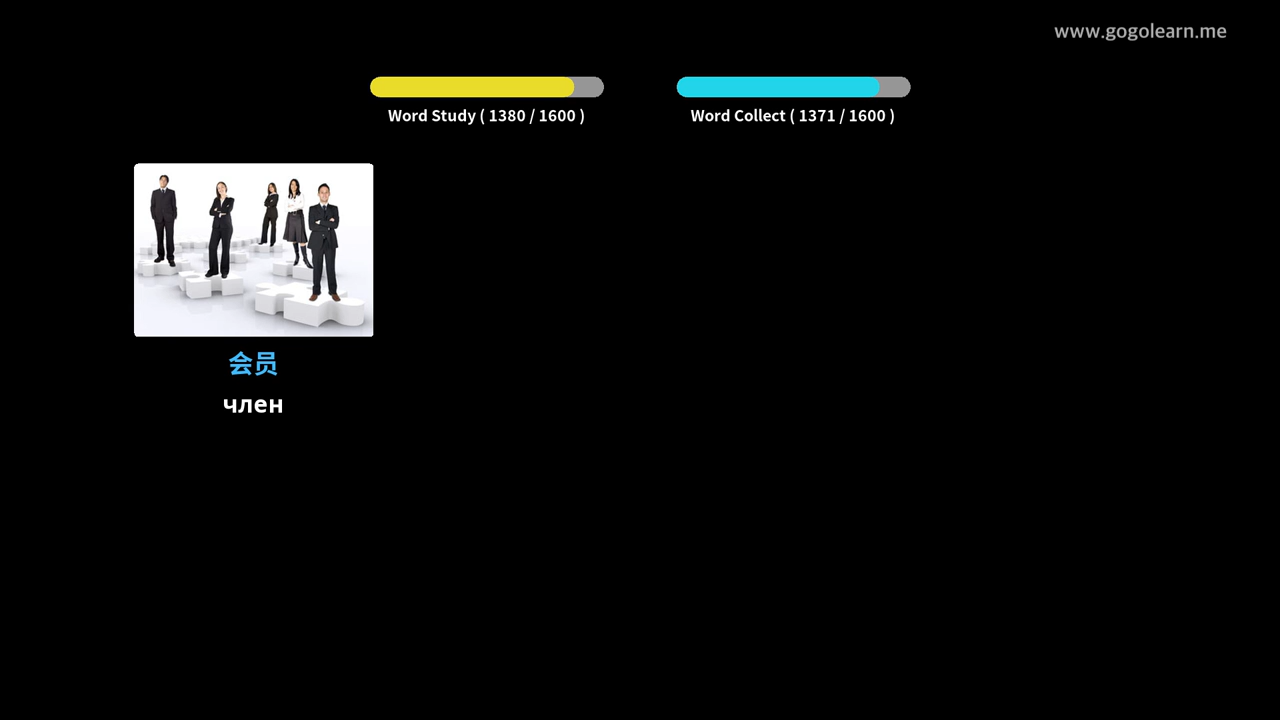 www.gogolearn.me
Word Study ( 1380 / 1600 )
Word Collect ( 1371 / 1600 )
会员
член